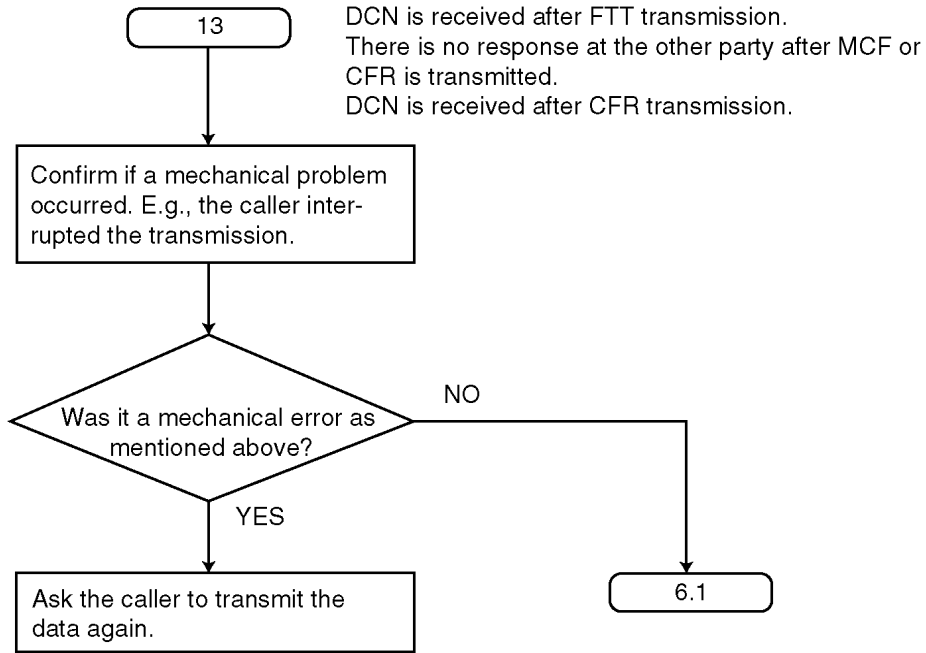 13
DCN is received after FTT transmission.
There is no response at the other party after MCF or
CFR is transmitted.
DCN is received after CFR transmission.
Confirm if a mechanical problem
occurred. E.g., the caller inter-
rupted the transmission.
Was it a mechanical error as
mentioned above?
NO
YES
Ask the caller to transmit the
data again.
6.1